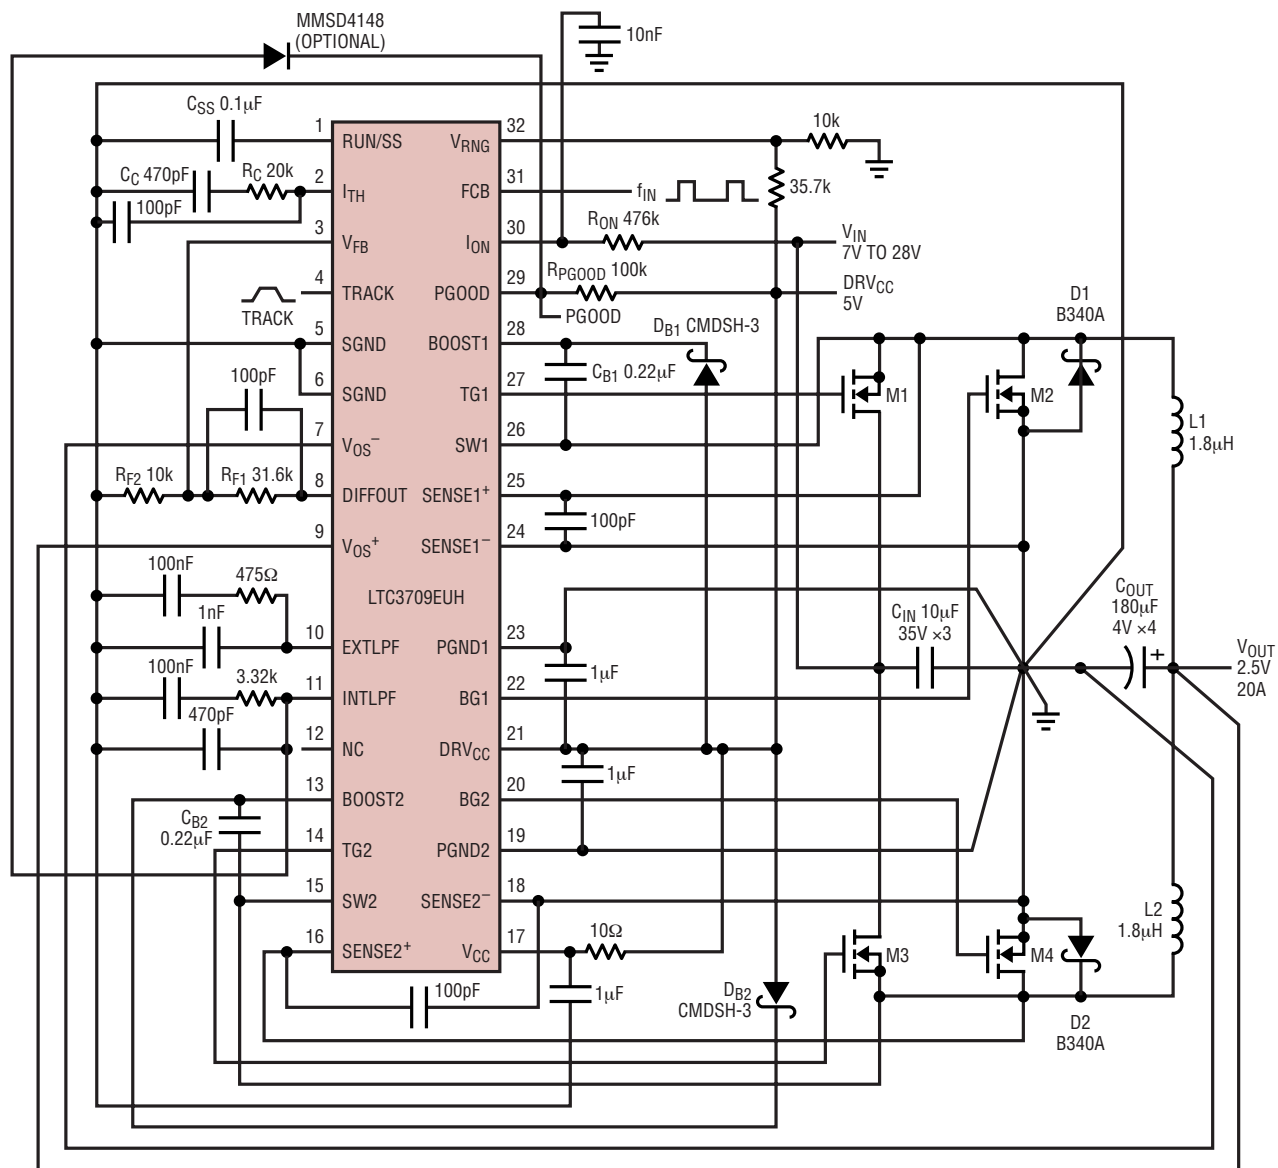 MMSD4148
(OPTIONAL)
10nF
CSS 0.1µF
1
RUN/SS
VRNG
32
10k
CC 470pF
RC 20k
2
ITH
FCB
31
fIN
35.7k
100pF
3
VFB
ION
30
RON 476k
VIN
7V TO 28V
4
TRACK
PGOOD
29
RPGOOD 100k
DRVCC
5V
TRACK
PGOOD
D1
B340A
5
SGND
BOOST1
28
DB1 CMDSH-3
100pF
6
SGND
TG1
27
CB1 0.22µF
M1
M2
7
VOS–
SW1
26
L1
1.8µH
RF2 10k
RF1 31.6k
8
DIFFOUT
SENSE1+
25
100pF
9
VOS+
SENSE1–
24
100nF
475Ω
LTC3709EUH
1nF
CIN 10µF
35V ×3
COUT
180µF
4V ×4
+
10
EXTLPF
PGND1
23
VOUT
2.5V
20A
100nF
3.32k
1µF
11
INTLPF
BG1
22
470pF
12
NC
DRVCC
21
1µF
13
BOOST2
BG2
20
CB2
0.22µF
14
TG2
PGND2
19
15
SW2
SENSE2–
18
L2
1.8µH
16
SENSE2+
VCC
17
10Ω
M3
M4
100pF
1µF
DB2
CMDSH-3
D2
B340A